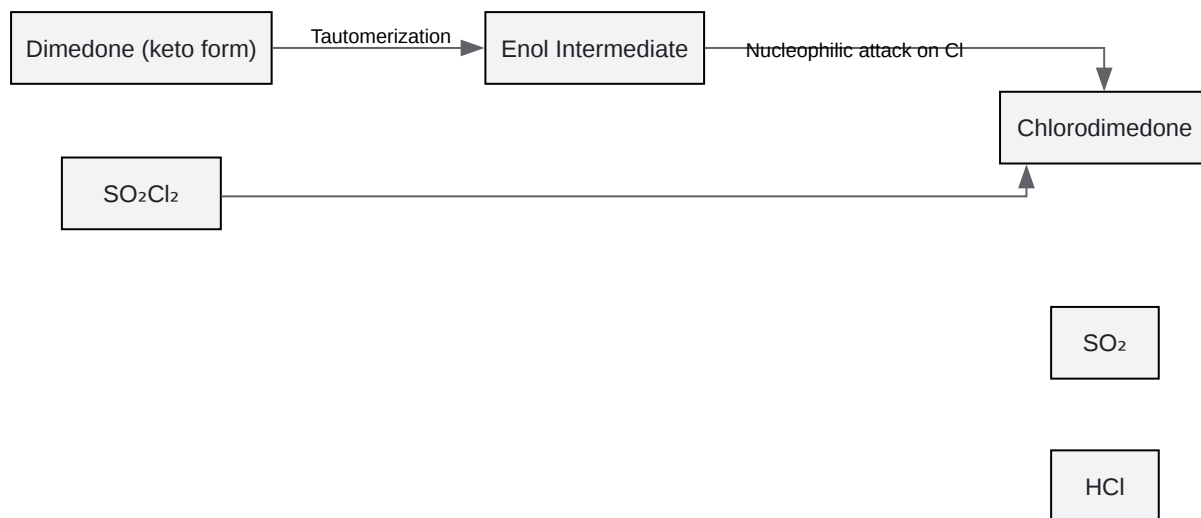 Dimedone (keto form)
Tautomerization
Enol Intermediate
Nucleophilic attack on Cl
Chlorodimedone
SO₂Cl₂
SO₂
HCl